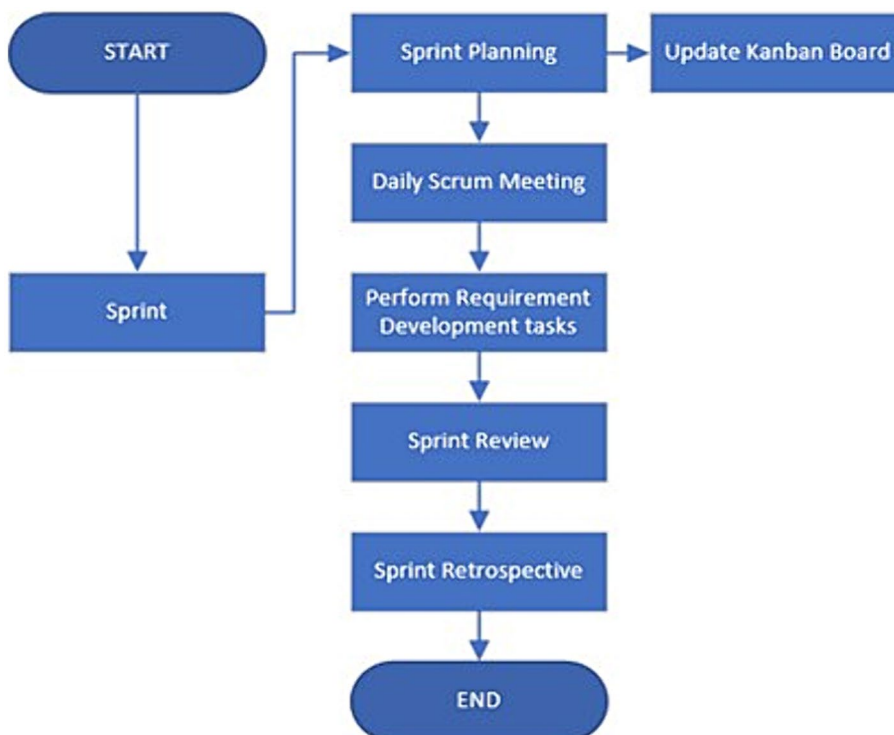 START
Sprint Planning
Update Kanban Board
Daily Scrum Meeting
Sprint
Perform Requirement
Development tasks
Sprint Review
Sprint Retrospective
END